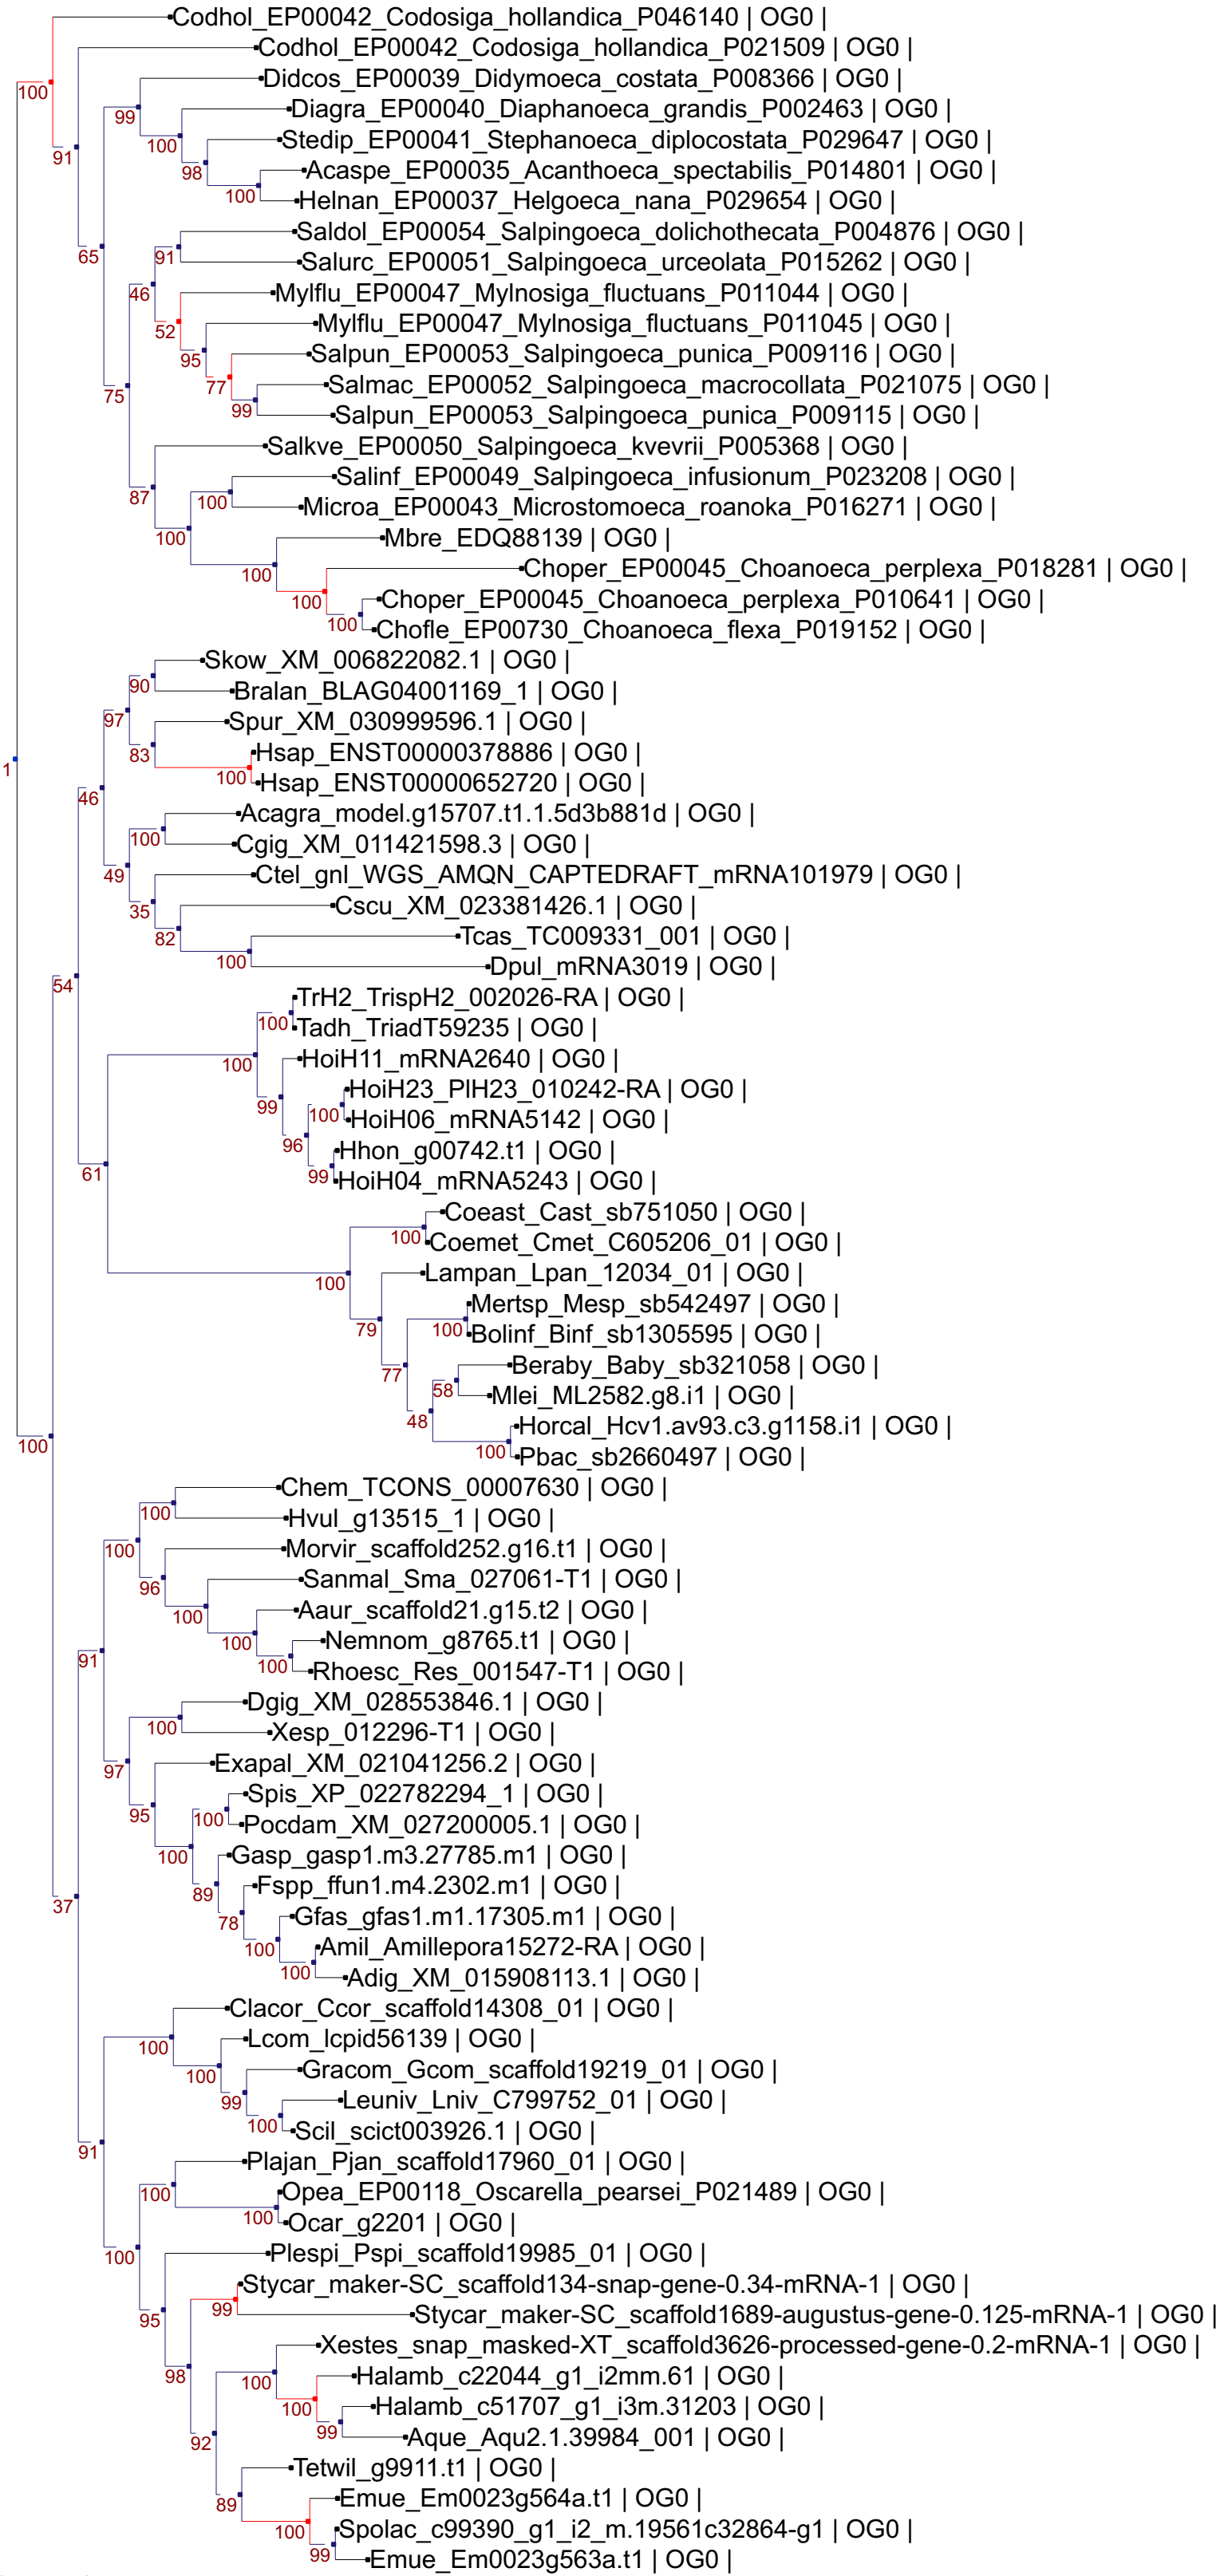 Codhol_EP00042_Codosiga_hollandica_P046140 | OG0 |
Codhol_EP00042_Codosiga_hollandica_P021509 | OG0 |
Didcos_EP00039_Didymoeca_costata_P008366 | OG0 |
100
Diagra_EP00040_Diaphanoeca_grandis_P002463 | OG0 |
99
Stedip_EP00041_Stephanoeca_diplocostata_P029647 | OG0 |
100
91
Acaspe_EP00035_Acanthoeca_spectabilis_P014801 | OG0 |
98
100
Helnan_EP00037_Helgoeca_nana_P029654 | OG0 |
Saldol_EP00054_Salpingoeca_dolichothecata_P004876 | OG0 |
65
91
Salurc_EP00051_Salpingoeca_urceolata_P015262 | OG0 |
46
Mylflu_EP00047_Mylnosiga_fluctuans_P011044 | OG0 |
52
Mylflu_EP00047_Mylnosiga_fluctuans_P011045 | OG0 |
95
Salpun_EP00053_Salpingoeca_punica_P009116 | OG0 |
77
Salmac_EP00052_Salpingoeca_macrocollata_P021075 | OG0 |
75
99
Salpun_EP00053_Salpingoeca_punica_P009115 | OG0 |
Salkve_EP00050_Salpingoeca_kvevrii_P005368 | OG0 |
Salinf_EP00049_Salpingoeca_infusionum_P023208 | OG0 |
87
100
Microa_EP00043_Microstomoeca_roanoka_P016271 | OG0 |
100
Mbre_EDQ88139 | OG0 |
100
Choper_EP00045_Choanoeca_perplexa_P018281 | OG0 |
100
Choper_EP00045_Choanoeca_perplexa_P010641 | OG0 |
100
Chofle_EP00730_Choanoeca_flexa_P019152 | OG0 |
Skow_XM_006822082.1 | OG0 |
90
Bralan_BLAG04001169_1 | OG0 |
97
Spur_XM_030999596.1 | OG0 |
83
Hsap_ENST00000378886 | OG0 |
1
100
Hsap_ENST00000652720 | OG0 |
46
Acagra_model.g15707.t1.1.5d3b881d | OG0 |
100
Cgig_XM_011421598.3 | OG0 |
49
Ctel_gnl_WGS_AMQN_CAPTEDRAFT_mRNA101979 | OG0 |
35
Cscu_XM_023381426.1 | OG0 |
82
Tcas_TC009331_001 | OG0 |
100
Dpul_mRNA3019 | OG0 |
54
TrH2_TrispH2_002026-RA | OG0 |
100
Tadh_TriadT59235 | OG0 |
100
HoiH11_mRNA2640 | OG0 |
HoiH23_PlH23_010242-RA | OG0 |
99
100
HoiH06_mRNA5142 | OG0 |
96
Hhon_g00742.t1 | OG0 |
61
99
HoiH04_mRNA5243 | OG0 |
Coeast_Cast_sb751050 | OG0 |
100
Coemet_Cmet_C605206_01 | OG0 |
100
Lampan_Lpan_12034_01 | OG0 |
Mertsp_Mesp_sb542497 | OG0 |
79
100
Bolinf_Binf_sb1305595 | OG0 |
77
Beraby_Baby_sb321058 | OG0 |
58
Mlei_ML2582.g8.i1 | OG0 |
48
Horcal_Hcv1.av93.c3.g1158.i1 | OG0 |
100
100
Pbac_sb2660497 | OG0 |
Chem_TCONS_00007630 | OG0 |
100
Hvul_g13515_1 | OG0 |
100
Morvir_scaffold252.g16.t1 | OG0 |
96
Sanmal_Sma_027061-T1 | OG0 |
100
Aaur_scaffold21.g15.t2 | OG0 |
100
Nemnom_g8765.t1 | OG0 |
91
100
Rhoesc_Res_001547-T1 | OG0 |
Dgig_XM_028553846.1 | OG0 |
100
Xesp_012296-T1 | OG0 |
97
Exapal_XM_021041256.2 | OG0 |
Spis_XP_022782294_1 | OG0 |
95
100
Pocdam_XM_027200005.1 | OG0 |
100
Gasp_gasp1.m3.27785.m1 | OG0 |
89
Fspp_ffun1.m4.2302.m1 | OG0 |
37
78
Gfas_gfas1.m1.17305.m1 | OG0 |
100
Amil_Amillepora15272-RA | OG0 |
100
Adig_XM_015908113.1 | OG0 |
Clacor_Ccor_scaffold14308_01 | OG0 |
100
Lcom_lcpid56139 | OG0 |
100
Gracom_Gcom_scaffold19219_01 | OG0 |
99
Leuniv_Lniv_C799752_01 | OG0 |
100
Scil_scict003926.1 | OG0 |
91
Plajan_Pjan_scaffold17960_01 | OG0 |
100
Opea_EP00118_Oscarella_pearsei_P021489 | OG0 |
100
Ocar_g2201 | OG0 |
100
Plespi_Pspi_scaffold19985_01 | OG0 |
Stycar_maker-SC_scaffold134-snap-gene-0.34-mRNA-1 | OG0 |
95
99
Stycar_maker-SC_scaffold1689-augustus-gene-0.125-mRNA-1 | OG0 |
Xestes_snap_masked-XT_scaffold3626-processed-gene-0.2-mRNA-1 | OG0 |
98
100
Halamb_c22044_g1_i2mm.61 | OG0 |
100
Halamb_c51707_g1_i3m.31203 | OG0 |
99
92
Aque_Aqu2.1.39984_001 | OG0 |
Tetwil_g9911.t1 | OG0 |
89
Emue_Em0023g564a.t1 | OG0 |
100
Spolac_c99390_g1_i2_m.19561c32864-g1 | OG0 |
99
Emue_Em0023g563a.t1 | OG0 |